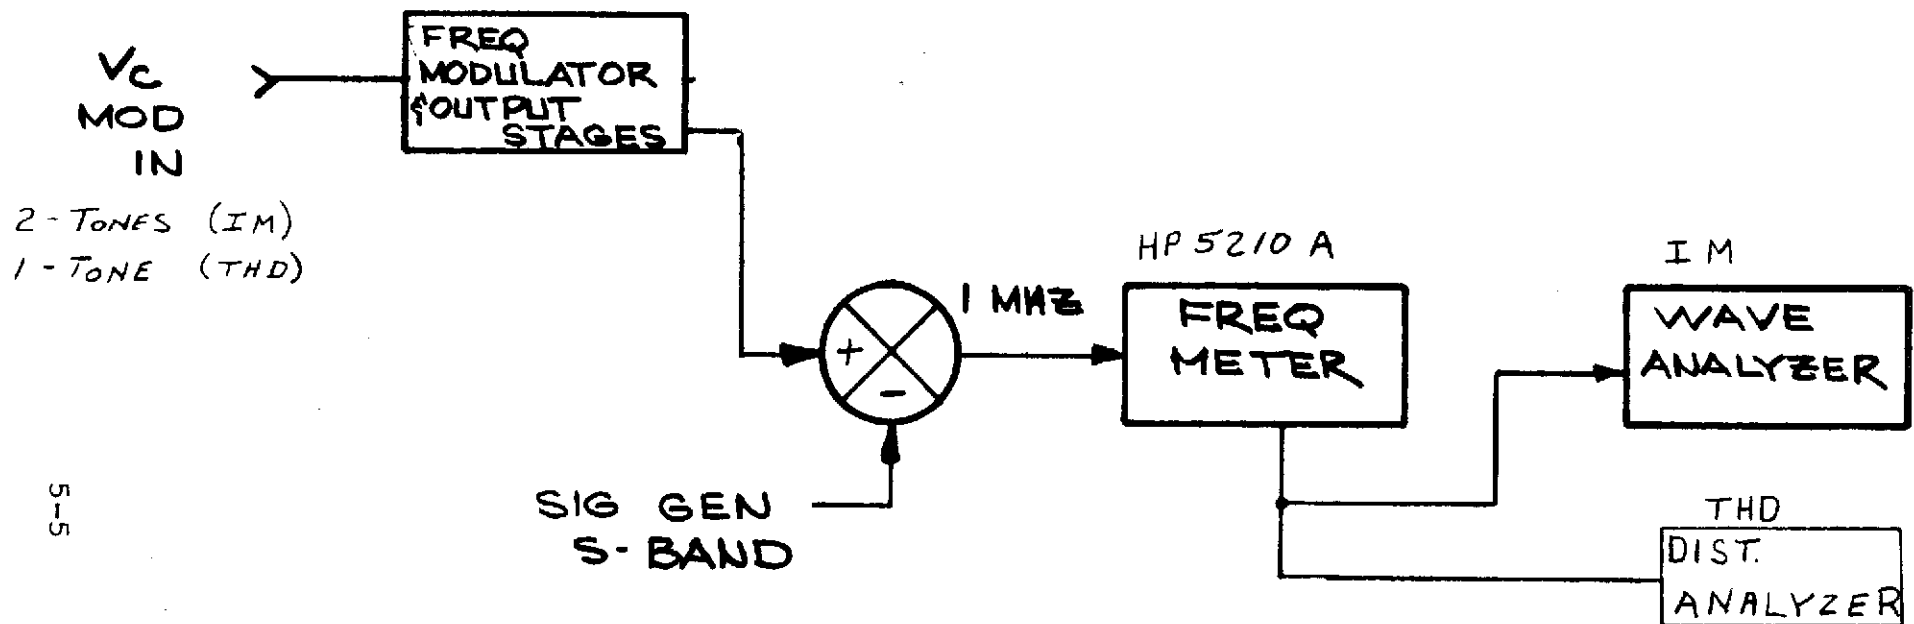 VC
MOD
IN
2 - TONES (IM)
1 - TONE (THD)
FREQ
MODULATOR
& OUTPUT
STAGES
+
-
SIG GEN
S-BAND
1 MHZ
HP 5210 A
FREQ
METER
IM
WAVE
ANALYZER
THD
DIST.
ANALYZER
5-5